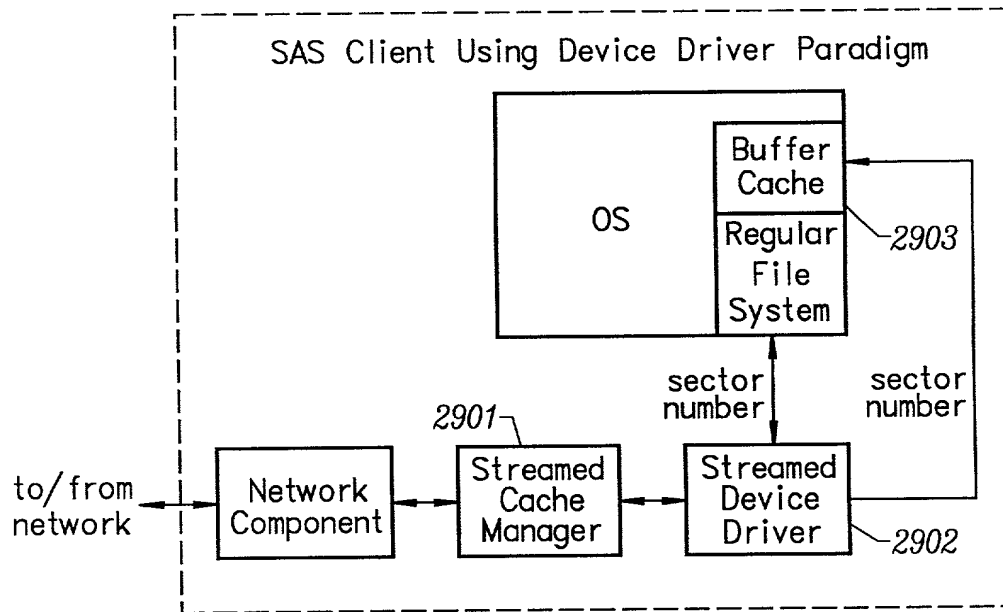 SAS Client Using Device Driver Paradigm
Buffer
Cache
OS
2903
Regular
File
System
sector
number
sector
number
2901
to/from
network
Network
Component
Streamed
Cache
Manager
Streamed
Device
Driver
2902